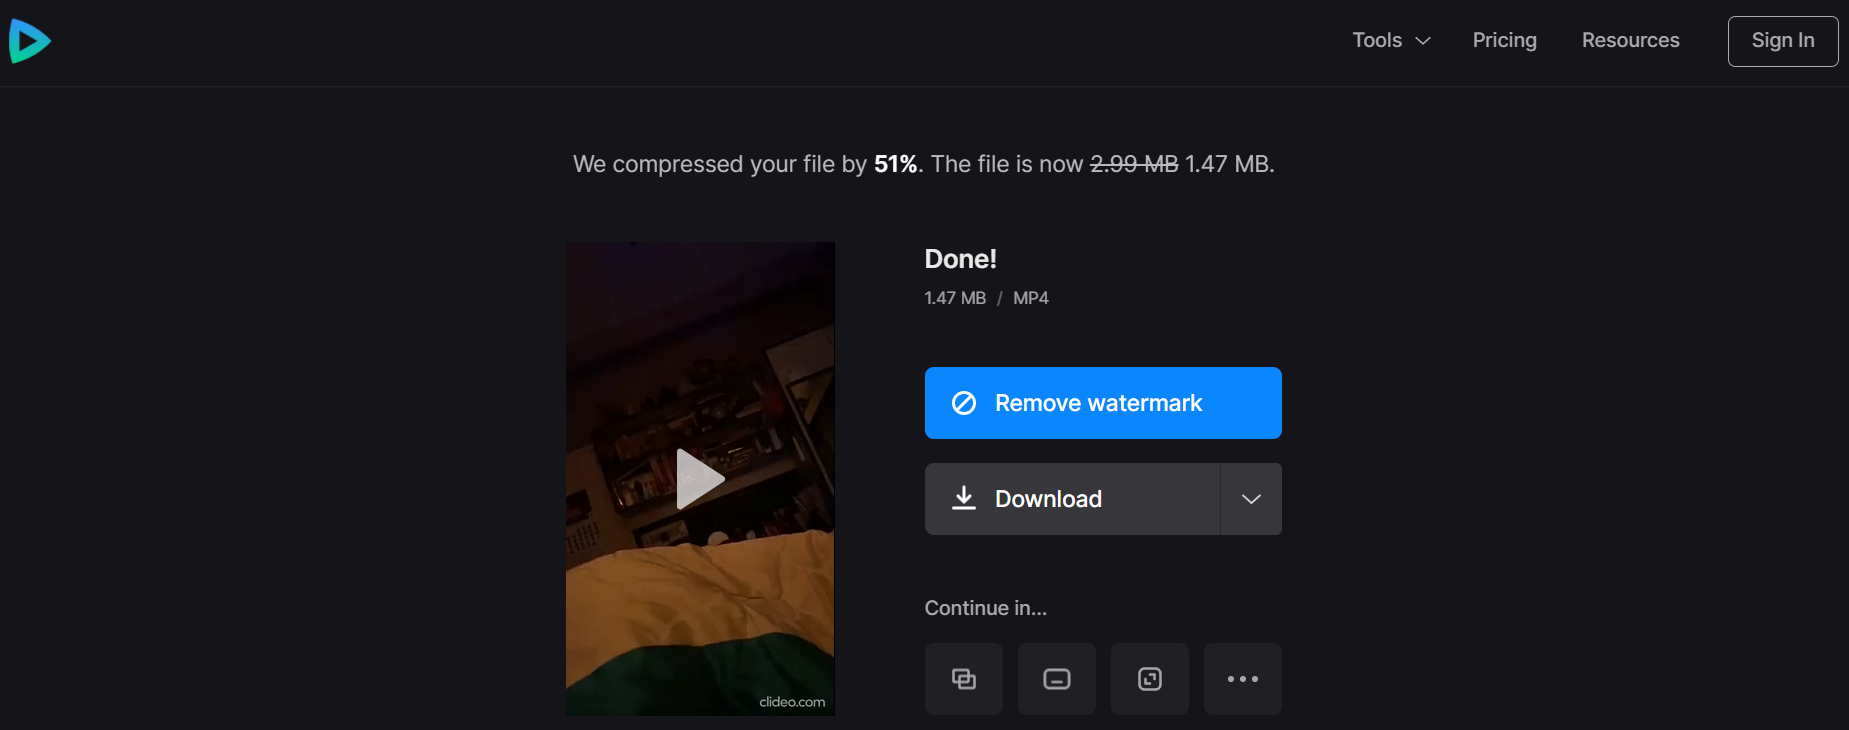 Tools
Pricing
Resources
Sign In
We compressed your file by 51%. The file is now 2.99 MB 1.47 MB.
Done!
1.47 MB / MP4
Remove watermark
Download
Continue in...
clideo.com